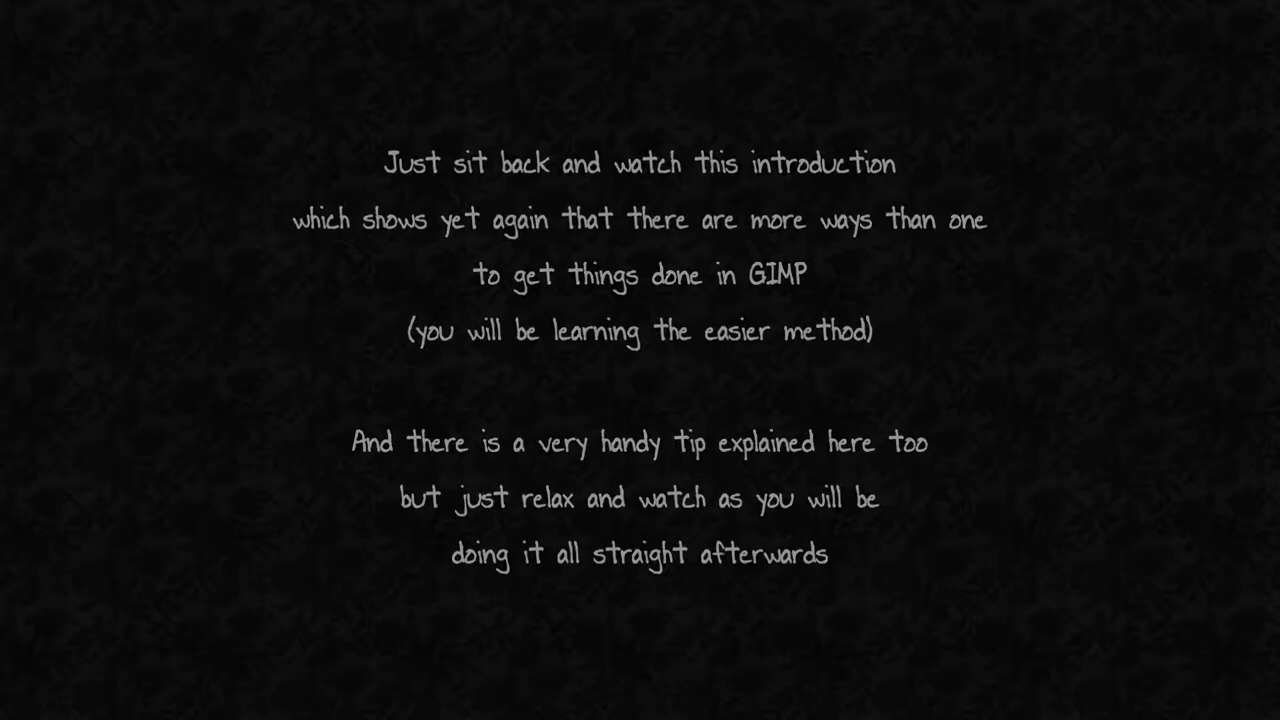 Just sit back and watch this introduction
which shows yet again that there are more ways than one
to get things done in GIMP
(you will be learning the easier method)
And there is a very handy tip explained here too
but just relax and watch as you will be
doing it all straight afterwards